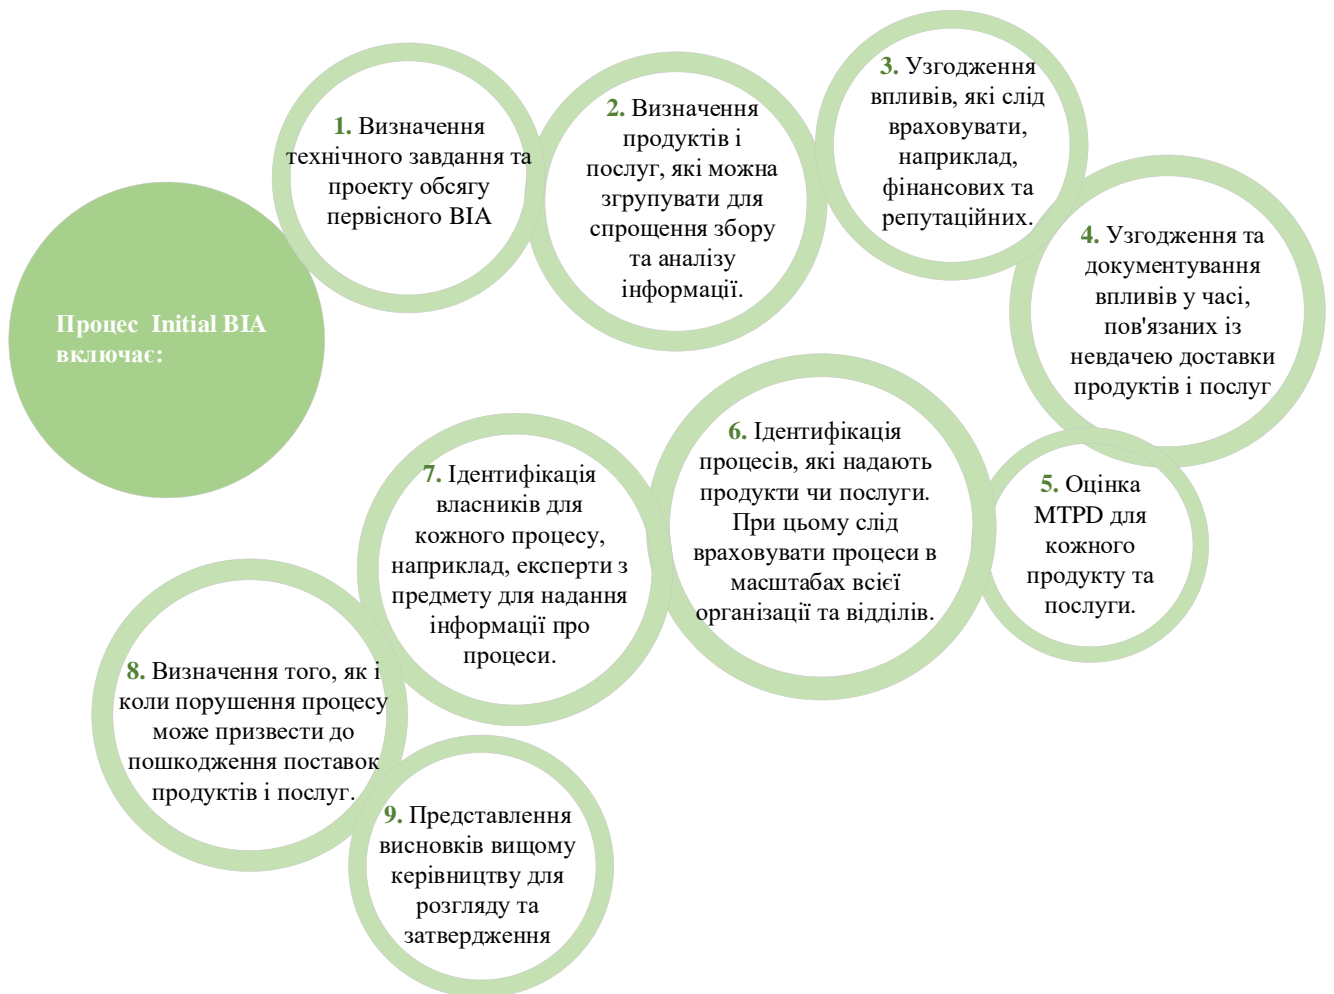 Процес Initial BIA
включає:
1. Визначення
технічного завдання та
проекту обсягу
первісного BIA
2. Визначення
продуктів і
послуг, які можна
згрупувати для
спрощення збору
та аналізу
інформації.
3. Узгодження
впливів, які слід
враховувати,
наприклад,
фінансових та
репутаційних.
4. Узгодження та
документування
впливів у часі,
пов'язаних із
невдачею доставки
продуктів і послуг
5. Оцінка
MTPD для
кожного
продукту та
послуги.
6. Ідентифікація
процесів, які надають
продукти чи послуги.
При цьому слід
враховувати процеси в
масштабах всієї
організації та відділів.
7. Ідентифікація
власників для
кожного процесу,
наприклад, експерти з
предмету для надання
інформації про
процеси.
8. Визначення того, як і
коли порушення процесу
може призвести до
пошкодження поставок
продуктів і послуг.
9. Представлення
висновків вищому
керівництву для
розгляду та
затвердження